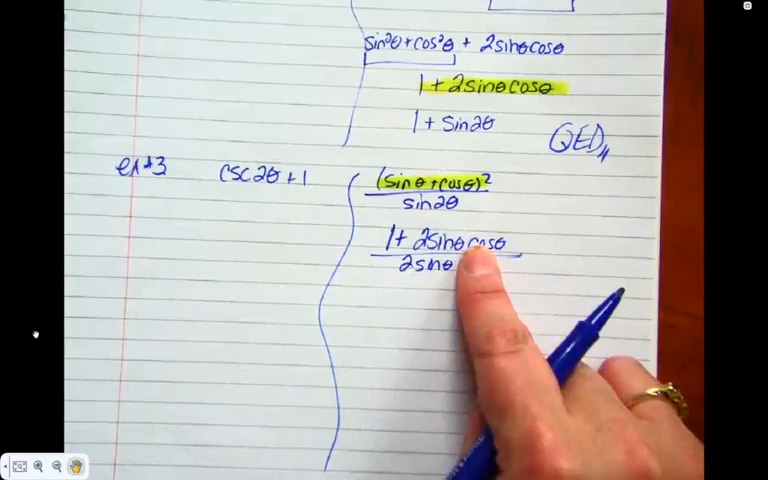 sin²θ + cos²θ + 2sinθcosθ
1 + 2sinθcosθ
1 + sin2θ
QED
ex#3 csc2θ + 1 (sinθ + cosθ)²
sin2θ
1 + 2sinθcosθ
2sinθ